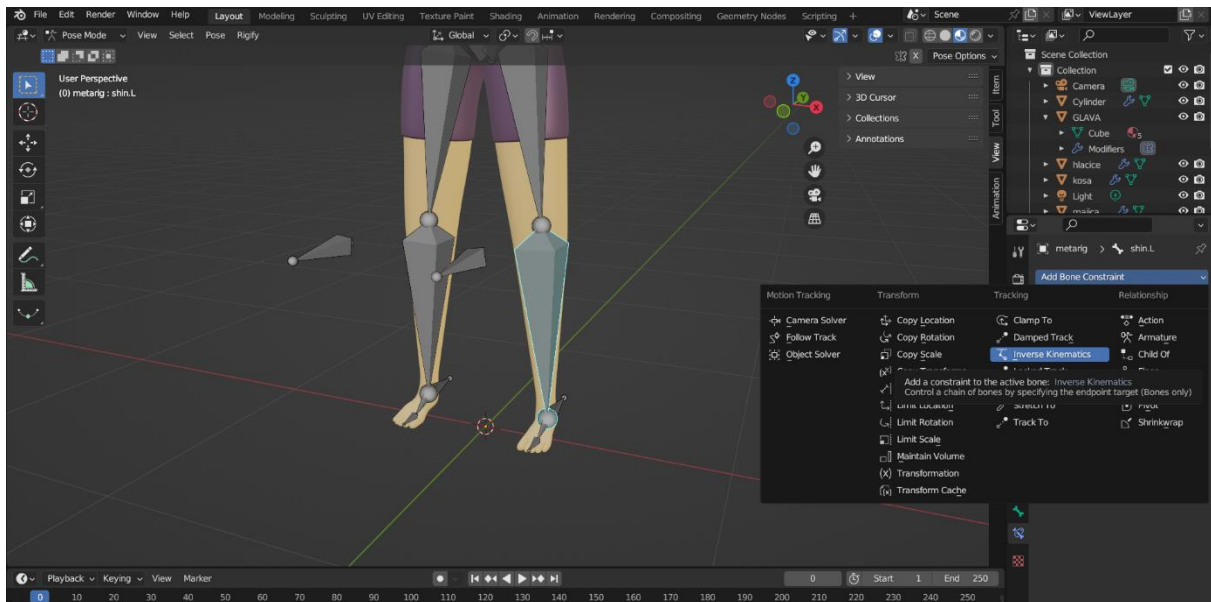 File Edit Render Window Help Layout Modeling Sculpting UV Editing Texture Paint Shading Animation Rendering Compositing Geometry Nodes Scripting + Scene ViewLayer
Pose Mode View Select Pose Rigify Global
X Pose Options
User Perspective
(0) metarig : shin.L
Z
Y
X
View
3D Cursor
Collections
Annotations
Item
Tool
View
Animation
Scene Collection
Collection
Camera
Cylinder
GLAVA
Cube 5
Modifiers
hlacice
kosa
Light
majica
metarig > shin.L
Add Bone Constraint
Motion Tracking Transform Tracking Relationship
Camera Solver Copy Location Clamp To Action
Follow Track Copy Rotation Damped Track Armature
Object Solver Copy Scale Inverse Kinematics Child Of
Add a constraint to the active bone: Inverse Kinematics
Control a chain of bones by specifying the endpoint target (Bones only)
Limit Location Stretch To Pivot
Limit Rotation Track To Shrinkwrap
Limit Scale
Maintain Volume
Transformation
Transform Cache
Playback Keying View Marker 0 Start 1 End 250
0 10 20 30 40 50 60 70 80 90 100 110 120 130 140 150 160 170 180 190 200 210 220 230 240 250